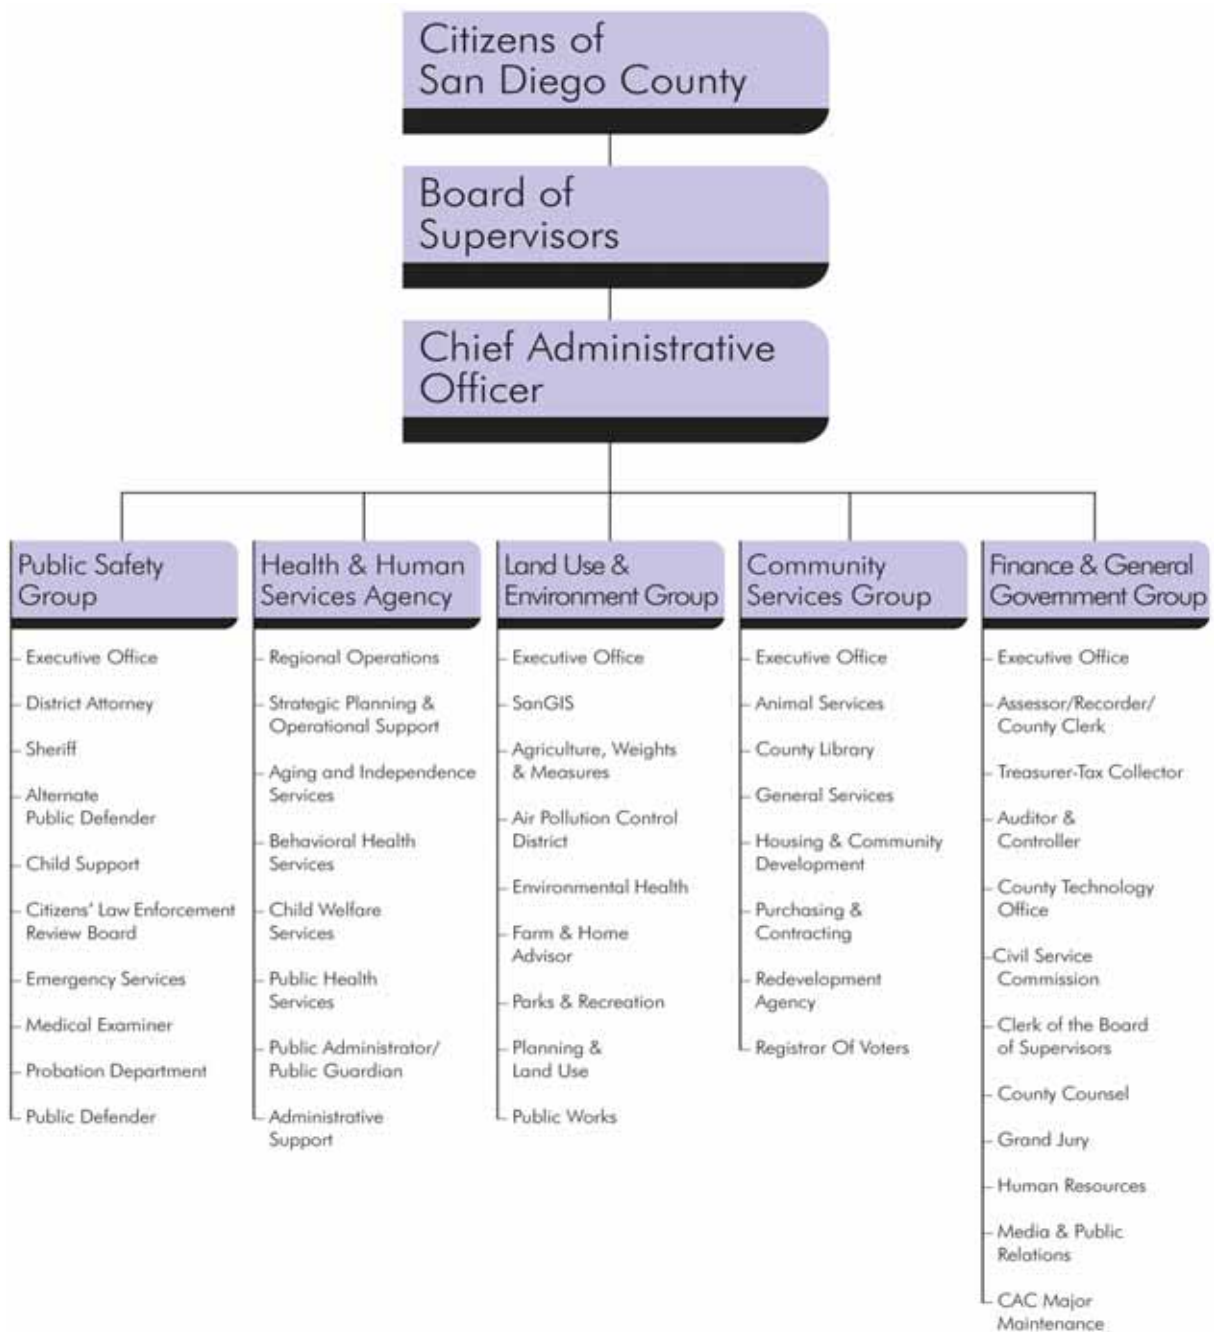 Citizens of
San Diego County
Board of
Supervisors
Chief Administrative
Officer
Public Safety
Group
Executive Office
District Attorney
Sheriff
Alternate
Public Defender
Child Support
Citizens' Law Enforcement
Review Board
Emergency Services
Medical Examiner
Probation Department
Public Defender
Health & Human
Services Agency
Regional Operations
Strategic Planning &
Operational Support
Aging and Independence
Services
Behavioral Health
Services
Child Welfare
Services
Public Health
Services
Public Administrator/
Public Guardian
Administrative
Support
Land Use &
Environment Group
Executive Office
SanGIS
Agriculture, Weights
& Measures
Air Pollution Control
District
Environmental Health
Farm & Home
Advisor
Parks & Recreation
Planning &
Land Use
Public Works
Community
Services Group
Executive Office
Animal Services
County Library
General Services
Housing & Community
Development
Purchasing &
Contracting
Redevelopment
Agency
Registrar Of Voters
Finance & General
Government Group
Executive Office
Assessor/Recorder/
County Clerk
Treasurer-Tax Collector
Auditor &
Controller
County Technology
Office
Civil Service
Commission
Clerk of the Board
of Supervisors
County Counsel
Grand Jury
Human Resources
Media & Public
Relations
CAC Major
Maintenance